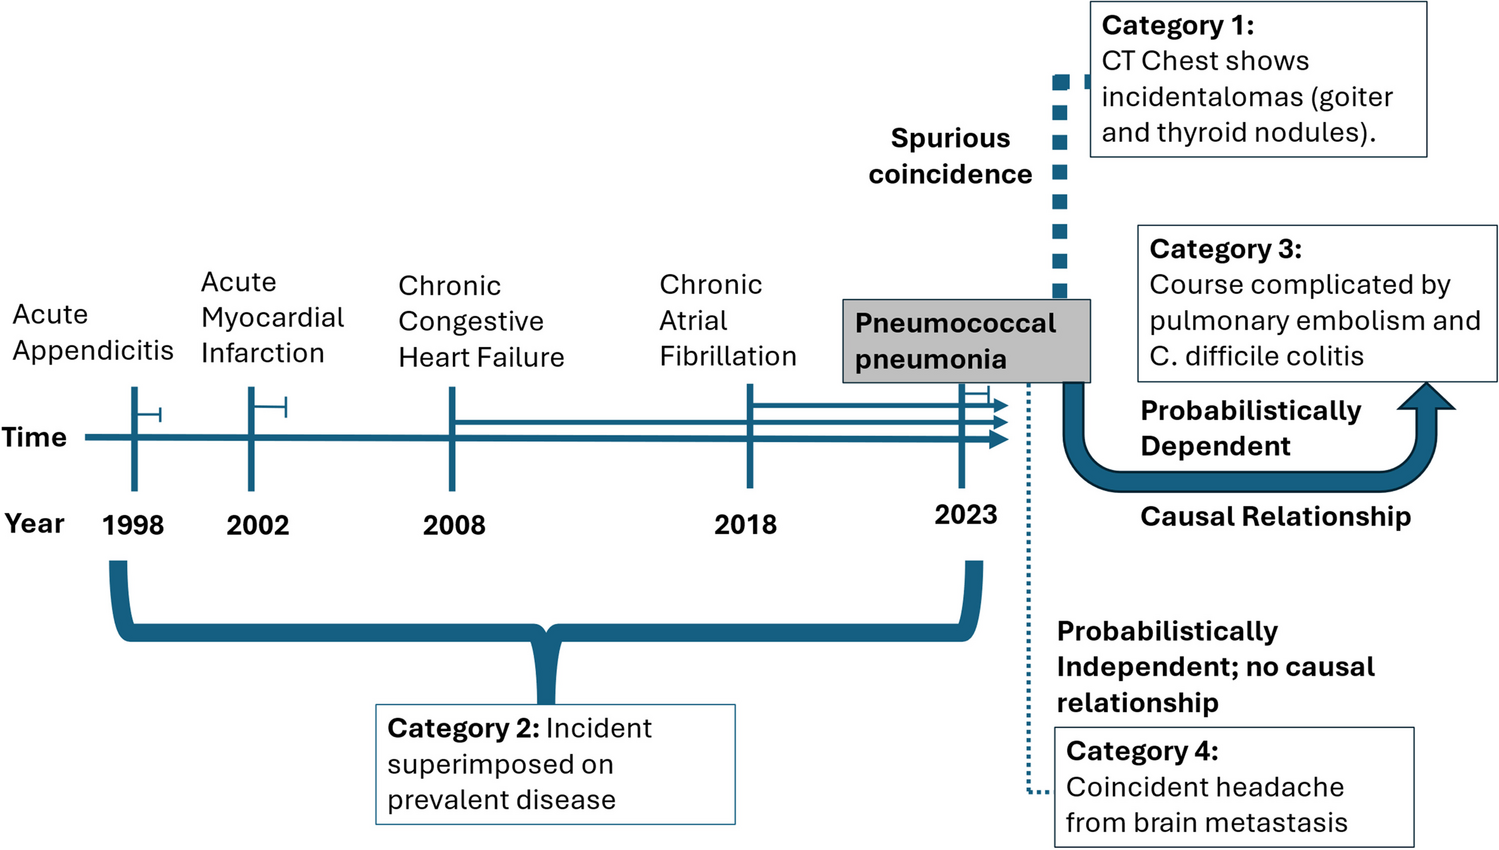 Category 1:
CT Chest shows
incidentalomas (goiter
and thyroid nodules).
Spurious
coincidence
Category 3:
Course complicated by
pulmonary embolism and
C. difficile colitis
Acute
Appendicitis
Acute
Myocardial
Infarction
Chronic
Congestive
Heart Failure
Chronic
Atrial
Fibrillation
Pneumococcal
pneumonia
Probabilistically
Dependent
Causal Relationship
Time
Year
1998
2002
2008
2018
2023
Category 2: Incident
superimposed on
prevalent disease
Probabilistically
Independent; no causal
relationship
Category 4:
Coincident headache
from brain metastasis